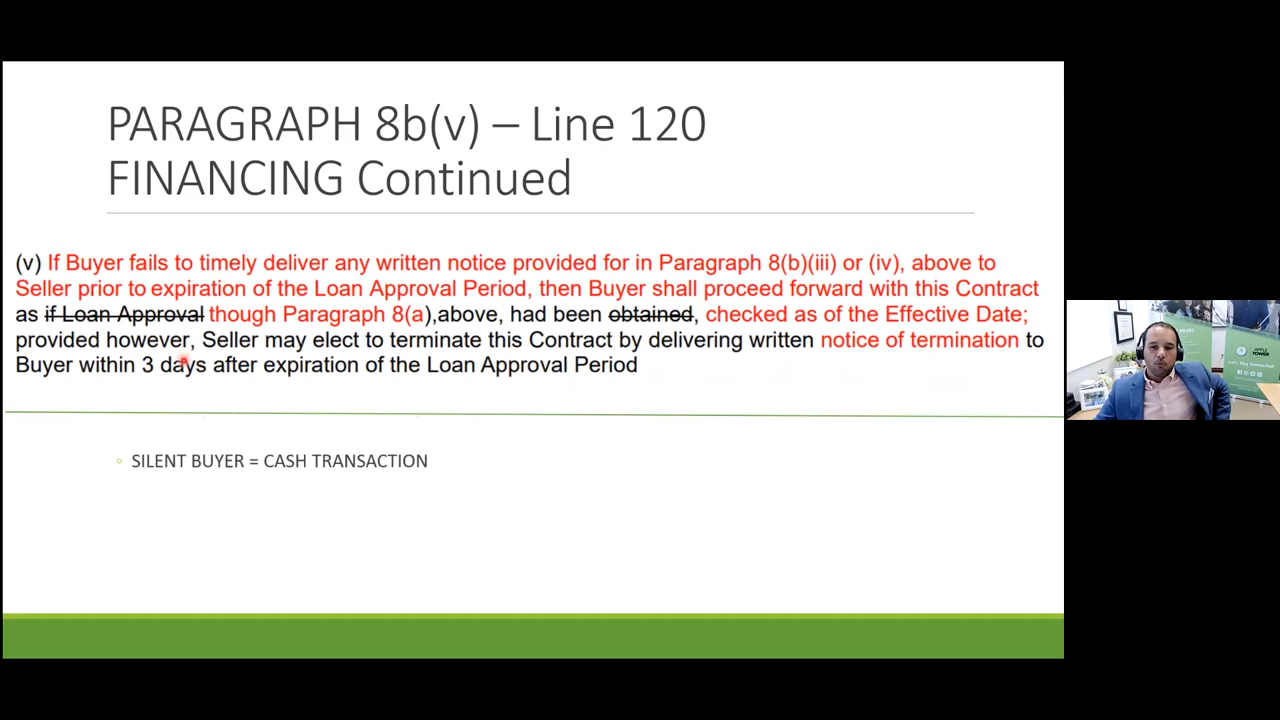 PARAGRAPH 8b(v) – Line 120
FINANCING Continued
(v) If Buyer fails to timely deliver any written notice provided for in Paragraph 8(b)(iii) or (iv), above to
Seller prior to expiration of the Loan Approval Period, then Buyer shall proceed forward with this Contract
as if Loan Approval though Paragraph 8(a),above, had been obtained, checked as of the Effective Date;
provided however, Seller may elect to terminate this Contract by delivering written notice of termination to
Buyer within 3 days after expiration of the Loan Approval Period
SILENT BUYER = CASH TRANSACTION
APPLE
TOWER